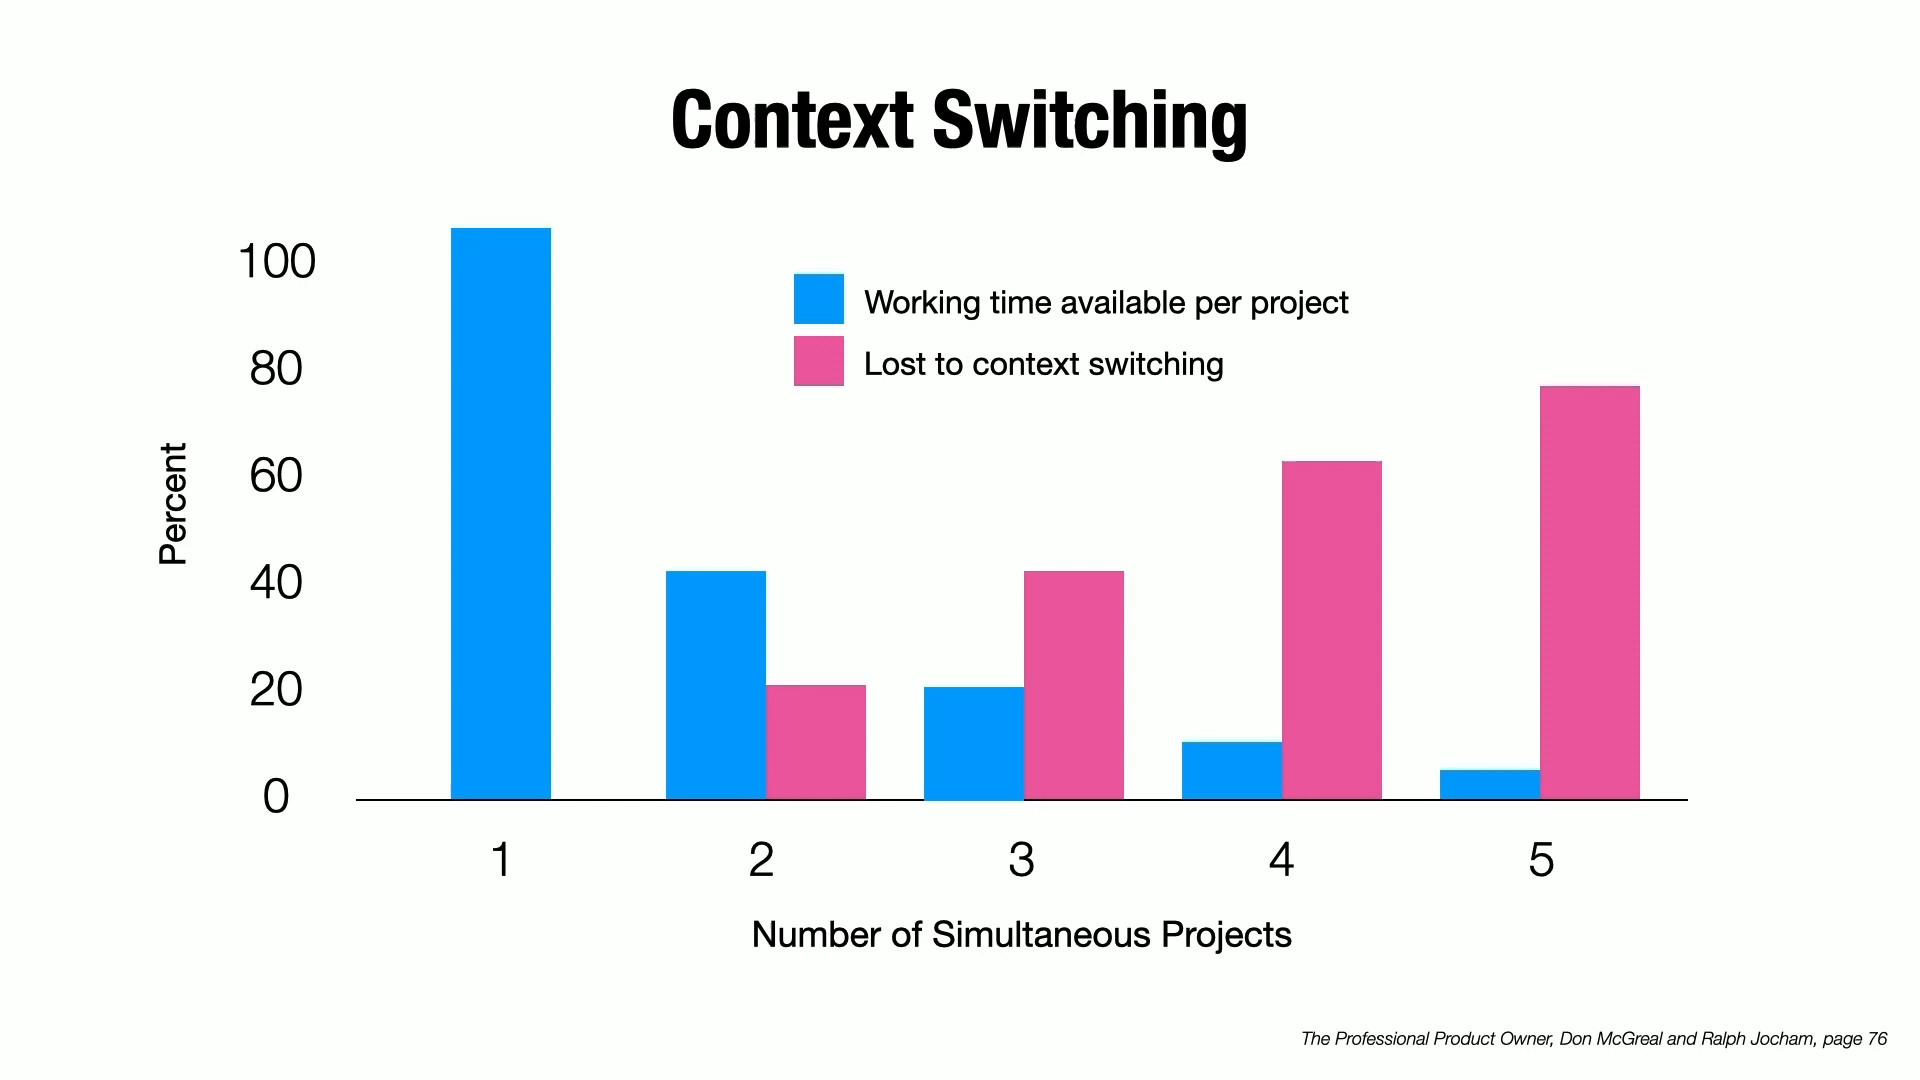 Context Switching
100
80
60
40
20
0
Percent
Working time available per project
Lost to context switching
1 2 3 4 5
Number of Simultaneous Projects
The Professional Product Owner, Don McGreal and Ralph Jocham, page 76